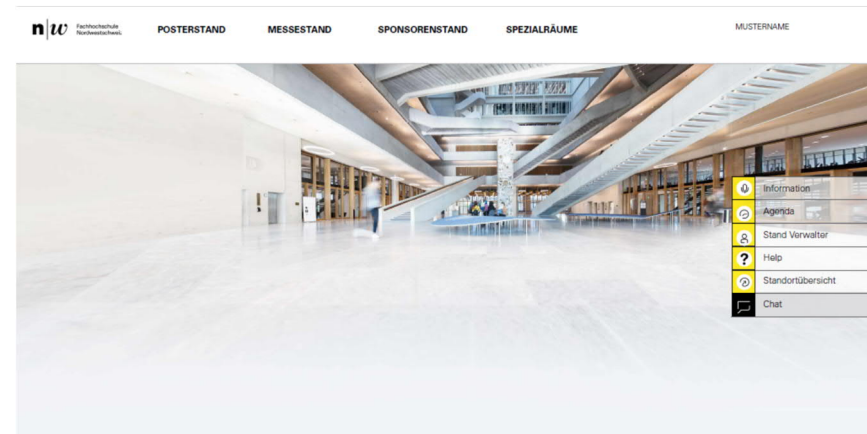 n|w Fachhochschule
Nordwestschweiz
POSTERSTAND MESSESTAND SPONSORENSTAND SPEZIALRÄUME MUSTERNAME
Information
Agenda
Stand Verwalter
? Help
Standortübersicht
Chat